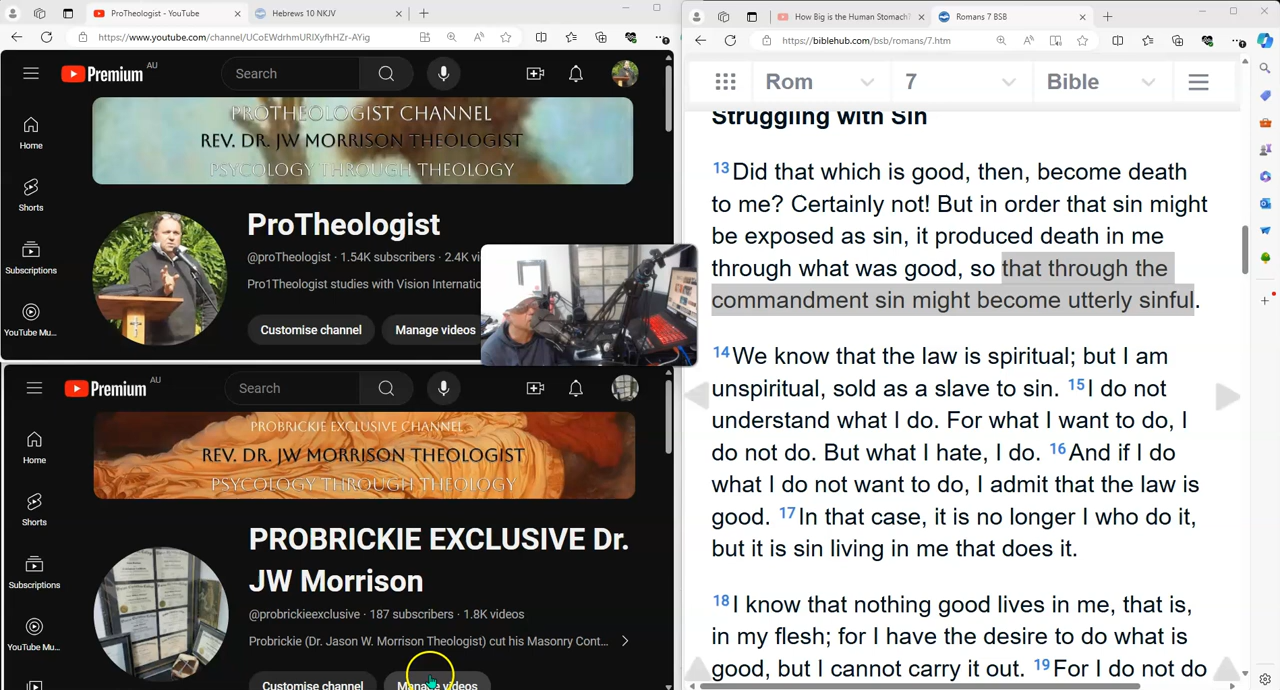 ProTheologist - YouTube
Hebrews 10 NKJV
https://www.youtube.com/channel/UCoEWdrhmURIXyfhHZr-AYig
Premium AU
Search
Home
Shorts
Subscriptions
YouTube Mu...
PROTHEOLOGIST CHANNEL
REV. DR. JW MORRISON THEOLOGIST
PSYCOLOGY THROUGH THEOLOGY
ProTheologist
@proTheologist · 1.54K subscribers · 2.4K vi
Pro1Theologist studies with Vision Internatio
Customise channel
Manage videos
Premium AU
Search
Home
Shorts
Subscriptions
YouTube Mu...
PROBRICKIE EXCLUSIVE CHANNEL
REV. DR. JW MORRISON THEOLOGIST
PSYCOLOGY THROUGH THEOLOGY
PROBRICKIE EXCLUSIVE Dr.
JW Morrison
@probrickieexclusive · 187 subscribers · 1.8K videos
Probrickie (Dr. Jason W. Morrison Theologist) cut his Masonry Cont...
Customise channel
Manage videos
How Big is the Human Stomach?
Romans 7 BSB
https://biblehub.com/bsb/romans/7.htm
Rom
7
Bible
Struggling with Sin
13 Did that which is good, then, become death
to me? Certainly not! But in order that sin might
be exposed as sin, it produced death in me
through what was good, so that through the
commandment sin might become utterly sinful.
14 We know that the law is spiritual; but I am
unspiritual, sold as a slave to sin. 15 I do not
understand what I do. For what I want to do, I
do not do. But what I hate, I do. 16 And if I do
what I do not want to do, I admit that the law is
good. 17 In that case, it is no longer I who do it,
but it is sin living in me that does it.
18 I know that nothing good lives in me, that is,
in my flesh; for I have the desire to do what is
good, but I cannot carry it out. 19 For I do not do